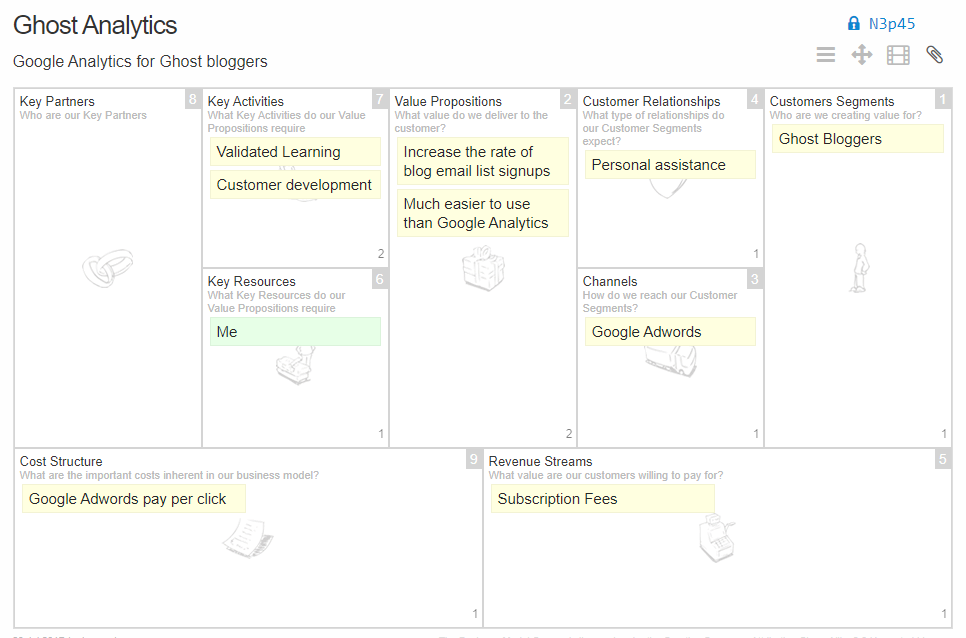 Ghost Analytics
N3p45
Google Analytics for Ghost bloggers
Key Partners
8
Who are our Key Partners
Key Activities
7
What Key Activities do our Value
Propositions require
Validated Learning
Customer development
2
Key Resources
6
What Key Resources do our
Value Propositions require
Me
1
Value Propositions
2
What value do we deliver to the
customer?
Increase the rate of
blog email list signups
Much easier to use
than Google Analytics
2
Customer Relationships
4
What type of relationships do
our Customer Segments
expect?
Personal assistance
1
Channels
3
How do we reach our Customer
Segments?
Google Adwords
1
Customers Segments
1
Who are we creating value for?
Ghost Bloggers
1
Cost Structure
9
What are the important costs inherent in our business model?
Google Adwords pay per click
1
Revenue Streams
5
What value are our customers willing to pay for?
Subscription Fees
1